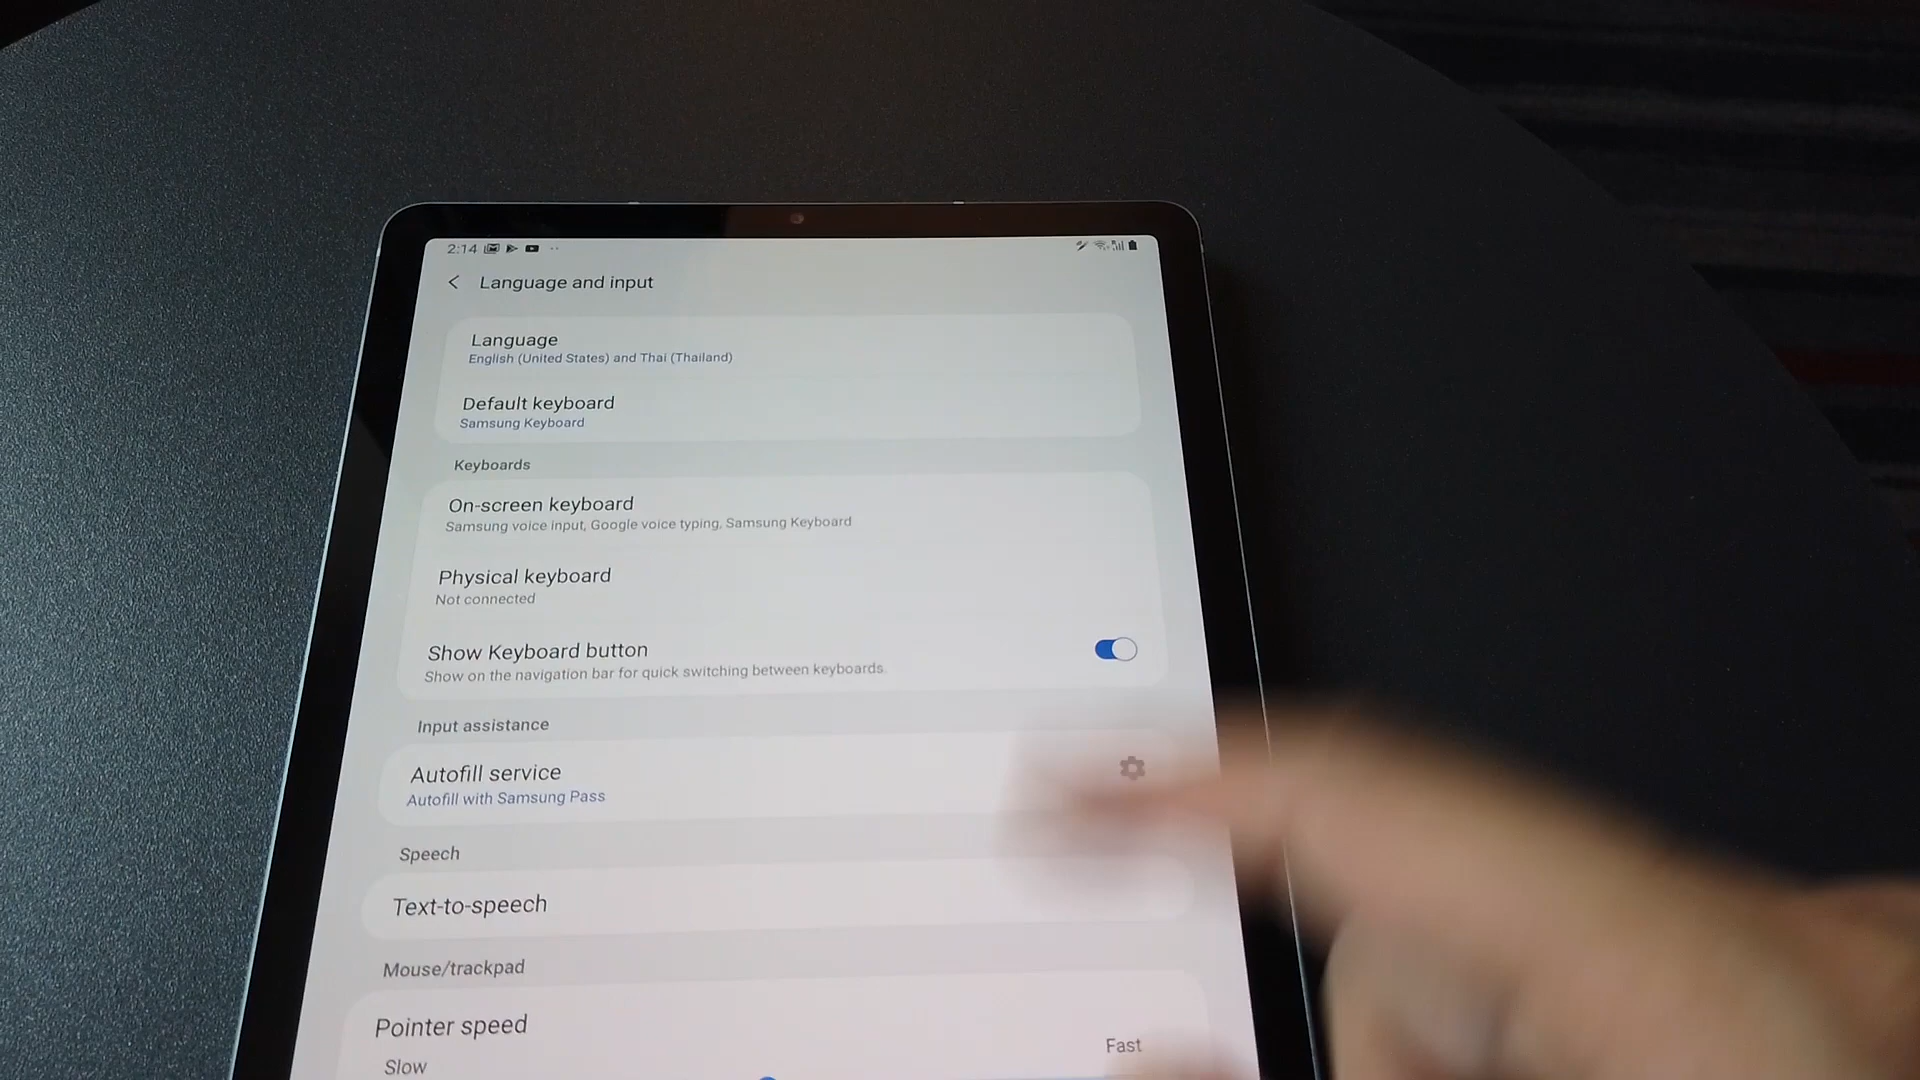 2:14
Language and input
Language
English (United States) and Thai (Thailand)
Default keyboard
Samsung Keyboard
Keyboards
On-screen keyboard
Samsung voice input, Google voice typing, Samsung Keyboard
Physical keyboard
Not connected
Show Keyboard button
Show on the navigation bar for quick switching between keyboards.
Input assistance
Autofill service
Autofill with Samsung Pass
Speech
Text-to-speech
Mouse/trackpad
Pointer speed
Slow Fast